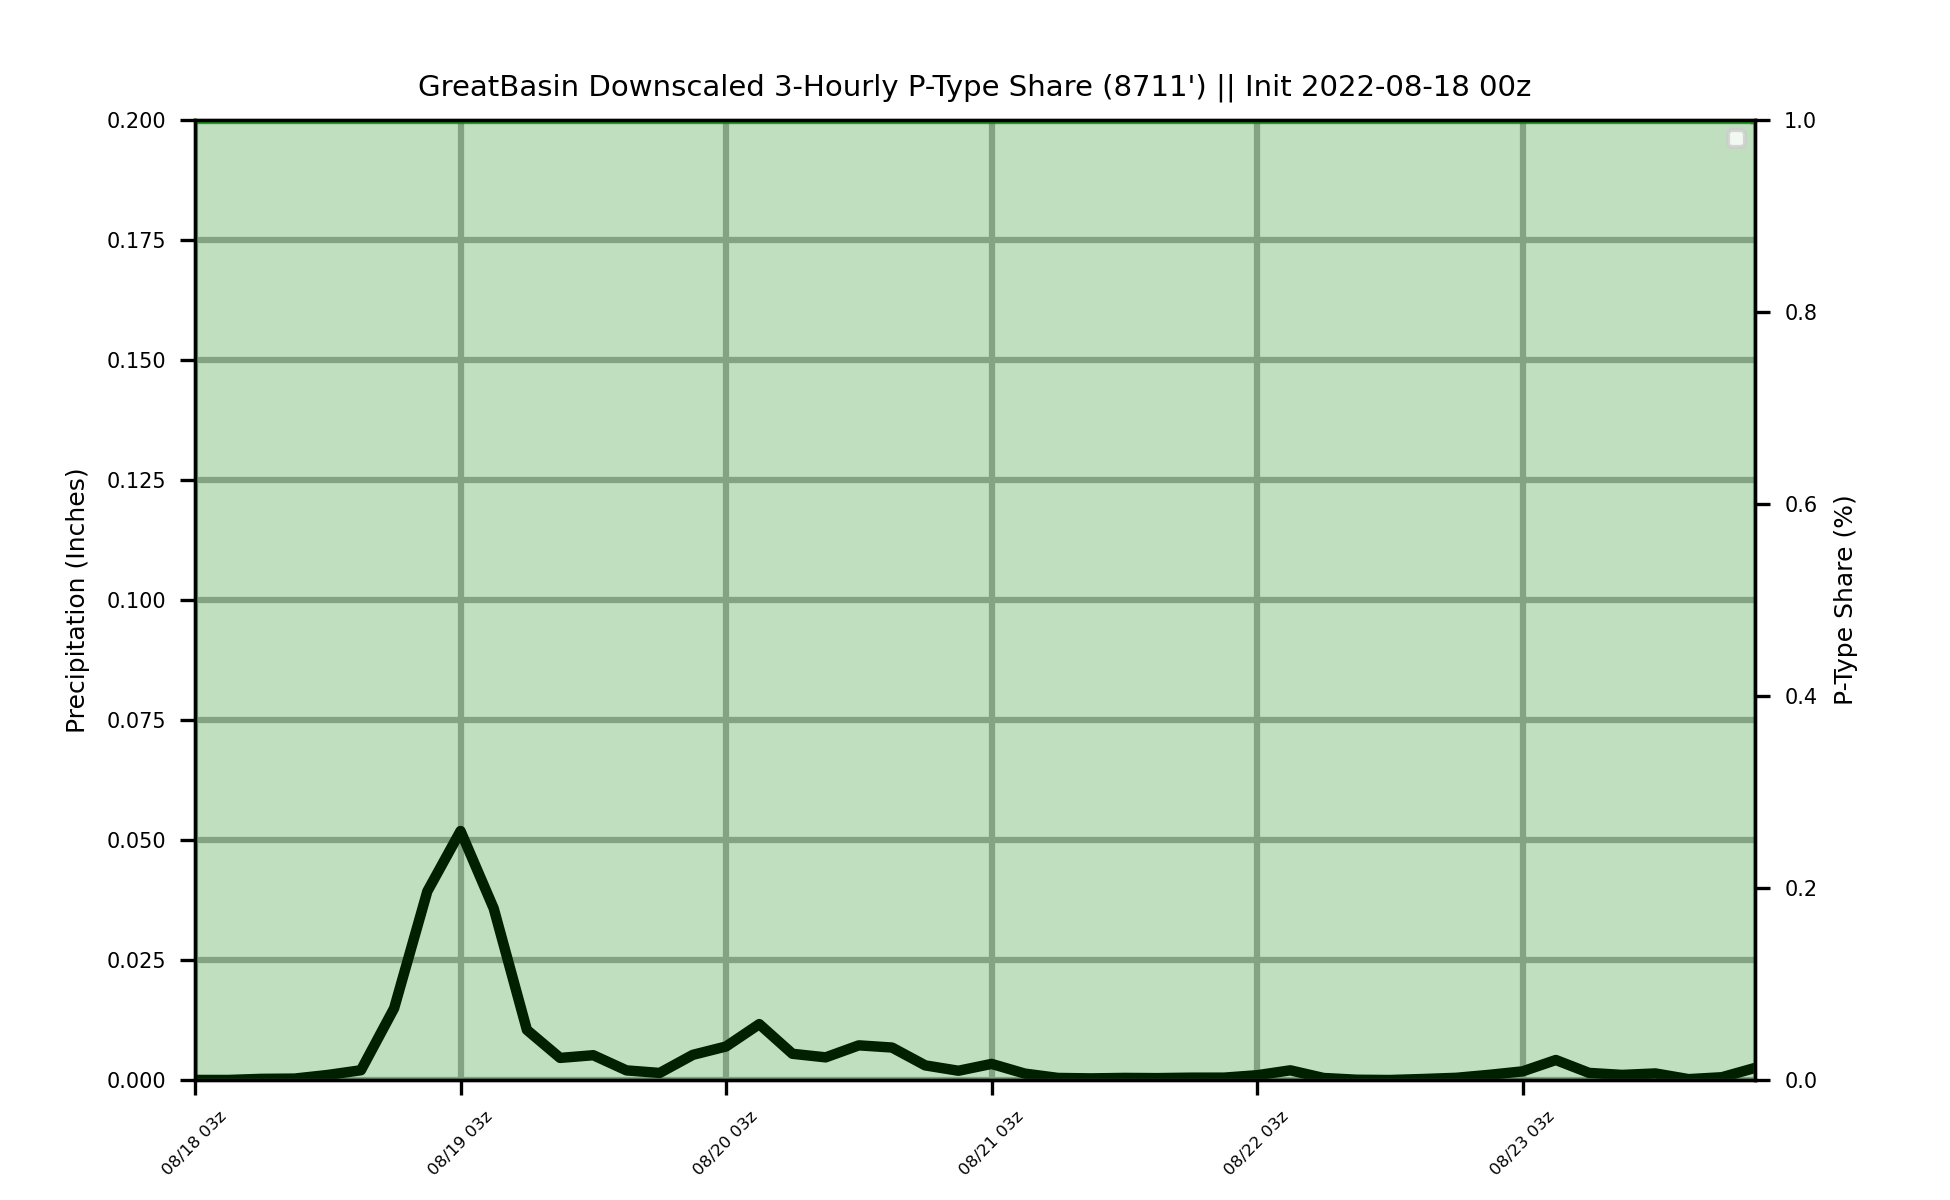 GreatBasin Downscaled 3-Hourly P-Type Share (8711') || Init 2022-08-18 00z
0.200
0.175
0.150
0.125
0.100
0.075
0.050
0.025
0.000
Precipitation (Inches)
1.0
0.8
0.6
0.4
0.2
0.0
P-Type Share (%)
08/18 03z
08/19 03z
08/20 03z
08/21 03z
08/22 03z
08/23 03z